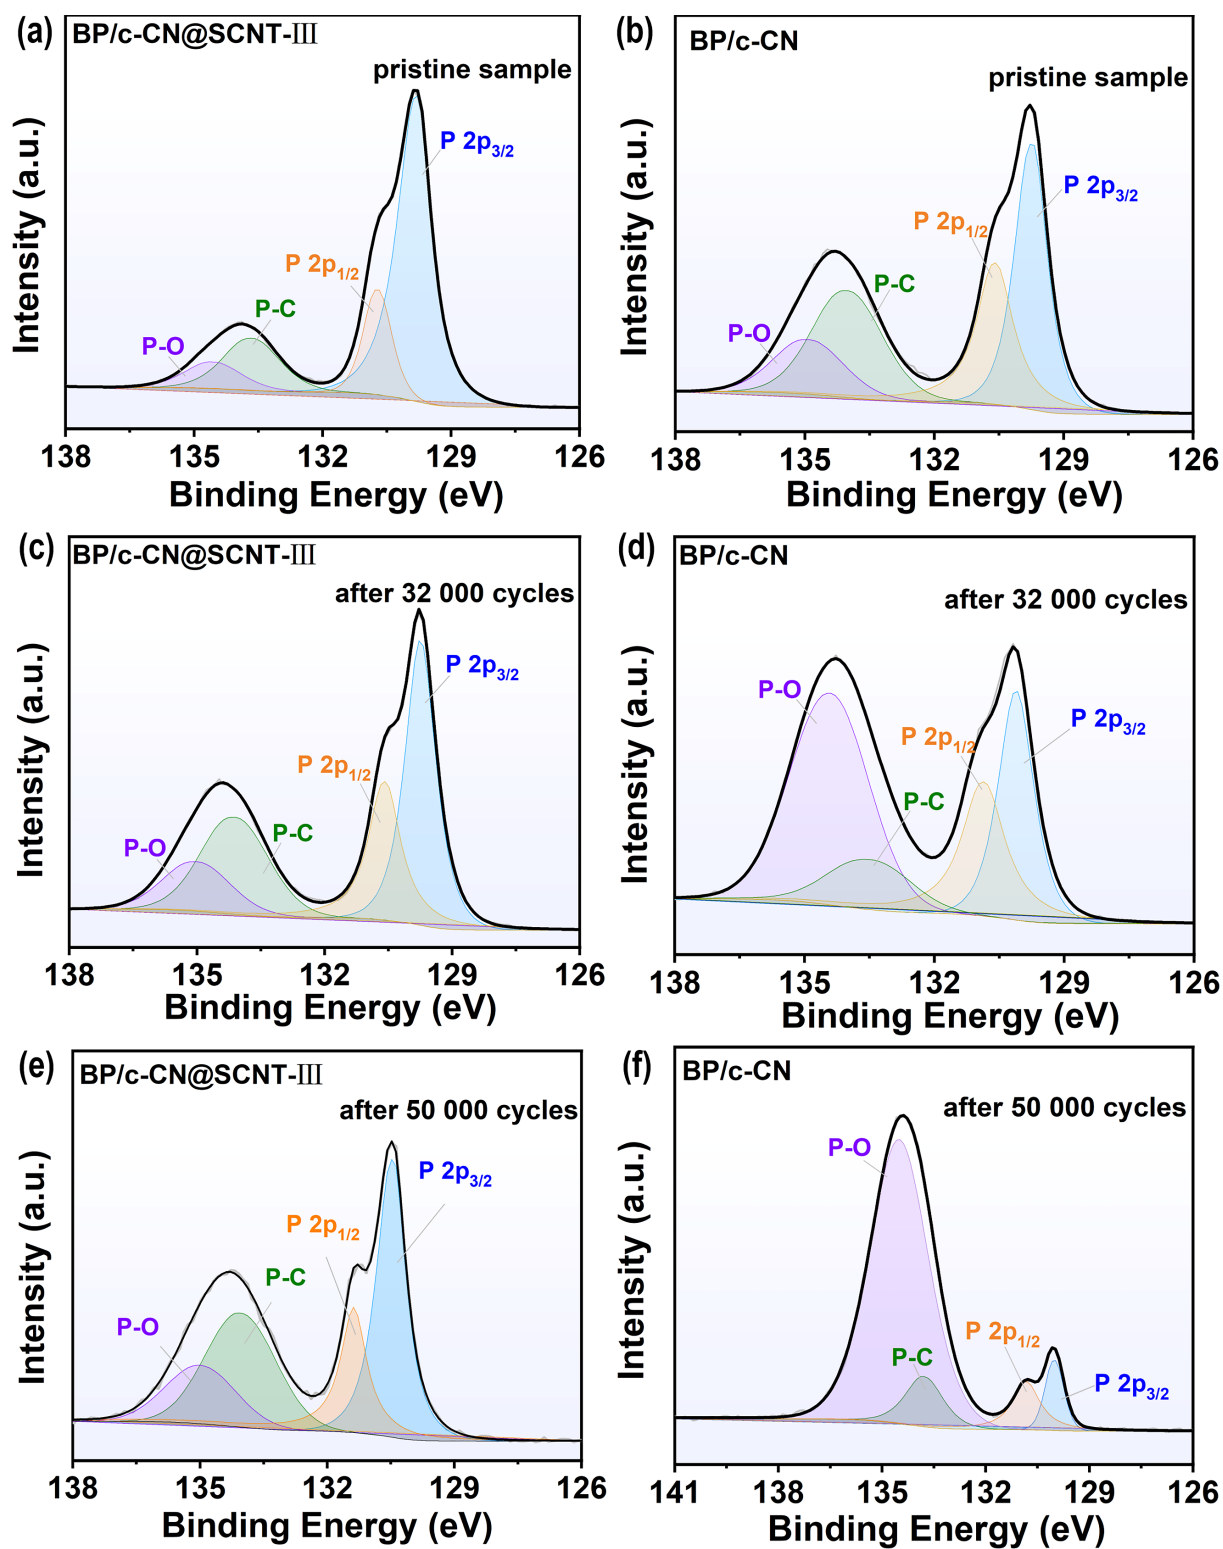 (a)
BP/c-CN@SCNT-Ⅲ
pristine sample
P 2p3/2
P 2p1/2
P-C
P-O
Intensity (a.u.)
138 135 132 129 126
Binding Energy (eV)
(b)
BP/c-CN
pristine sample
P 2p3/2
P 2p1/2
P-C
P-O
Intensity (a.u.)
138 135 132 129 126
Binding Energy (eV)
(c)
BP/c-CN@SCNT-Ⅲ
after 32 000 cycles
P 2p3/2
P 2p1/2
P-C
P-O
Intensity (a.u.)
138 135 132 129 126
Binding Energy (eV)
(d)
BP/c-CN
after 32 000 cycles
P-O
P 2p3/2
P 2p1/2
P-C
Intensity (a.u.)
138 135 132 129 126
Binding Energy (eV)
(e)
BP/c-CN@SCNT-Ⅲ
after 50 000 cycles
P 2p3/2
P 2p1/2
P-C
P-O
Intensity (a.u.)
138 135 132 129 126
Binding Energy (eV)
(f)
BP/c-CN
after 50 000 cycles
P-O
P 2p1/2
P-C
P 2p3/2
Intensity (a.u.)
141 138 135 132 129 126
Binding Energy (eV)